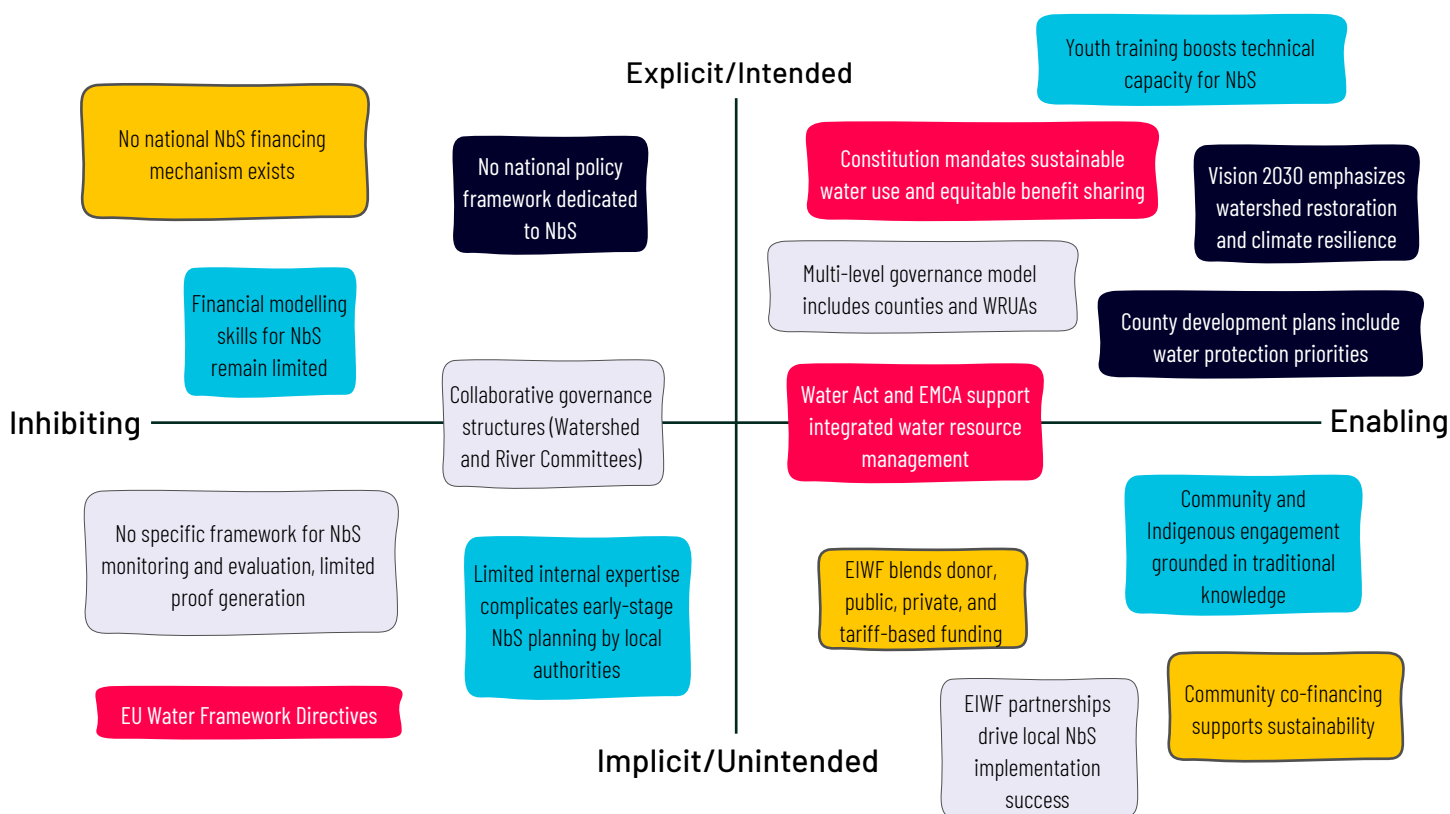 Explicit/Intended
Implicit/Unintended
Inhibiting
Enabling
No national NbS financing
mechanism exists
No national policy
framework dedicated
to NbS
Financial modelling
skills for NbS
remain limited
Collaborative governance
structures (Watershed
and River Committees)
No specific framework for NbS
monitoring and evaluation, limited
proof generation
Limited internal expertise
complicates early-stage
NbS planning by local
authorities
EU Water Framework Directives
Youth training boosts technical
capacity for NbS
Constitution mandates sustainable
water use and equitable benefit sharing
Vision 2030 emphasizes
watershed restoration
and climate resilience
Multi-level governance model
includes counties and WRUAs
County development plans include
water protection priorities
Water Act and EMCA support
integrated water resource
management
Community and
Indigenous engagement
grounded in traditional
knowledge
EIWF blends donor,
public, private, and
tariff-based funding
Community co-financing
supports sustainability
EIWF partnerships
drive local NbS
implementation
success